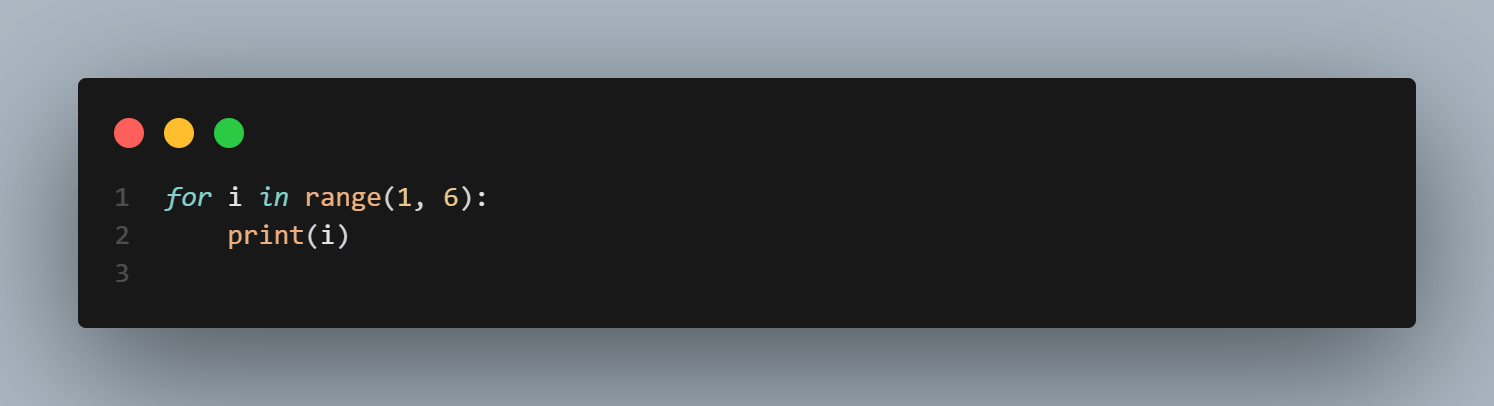 1 for i in range(1, 6):
2     print(i)
3